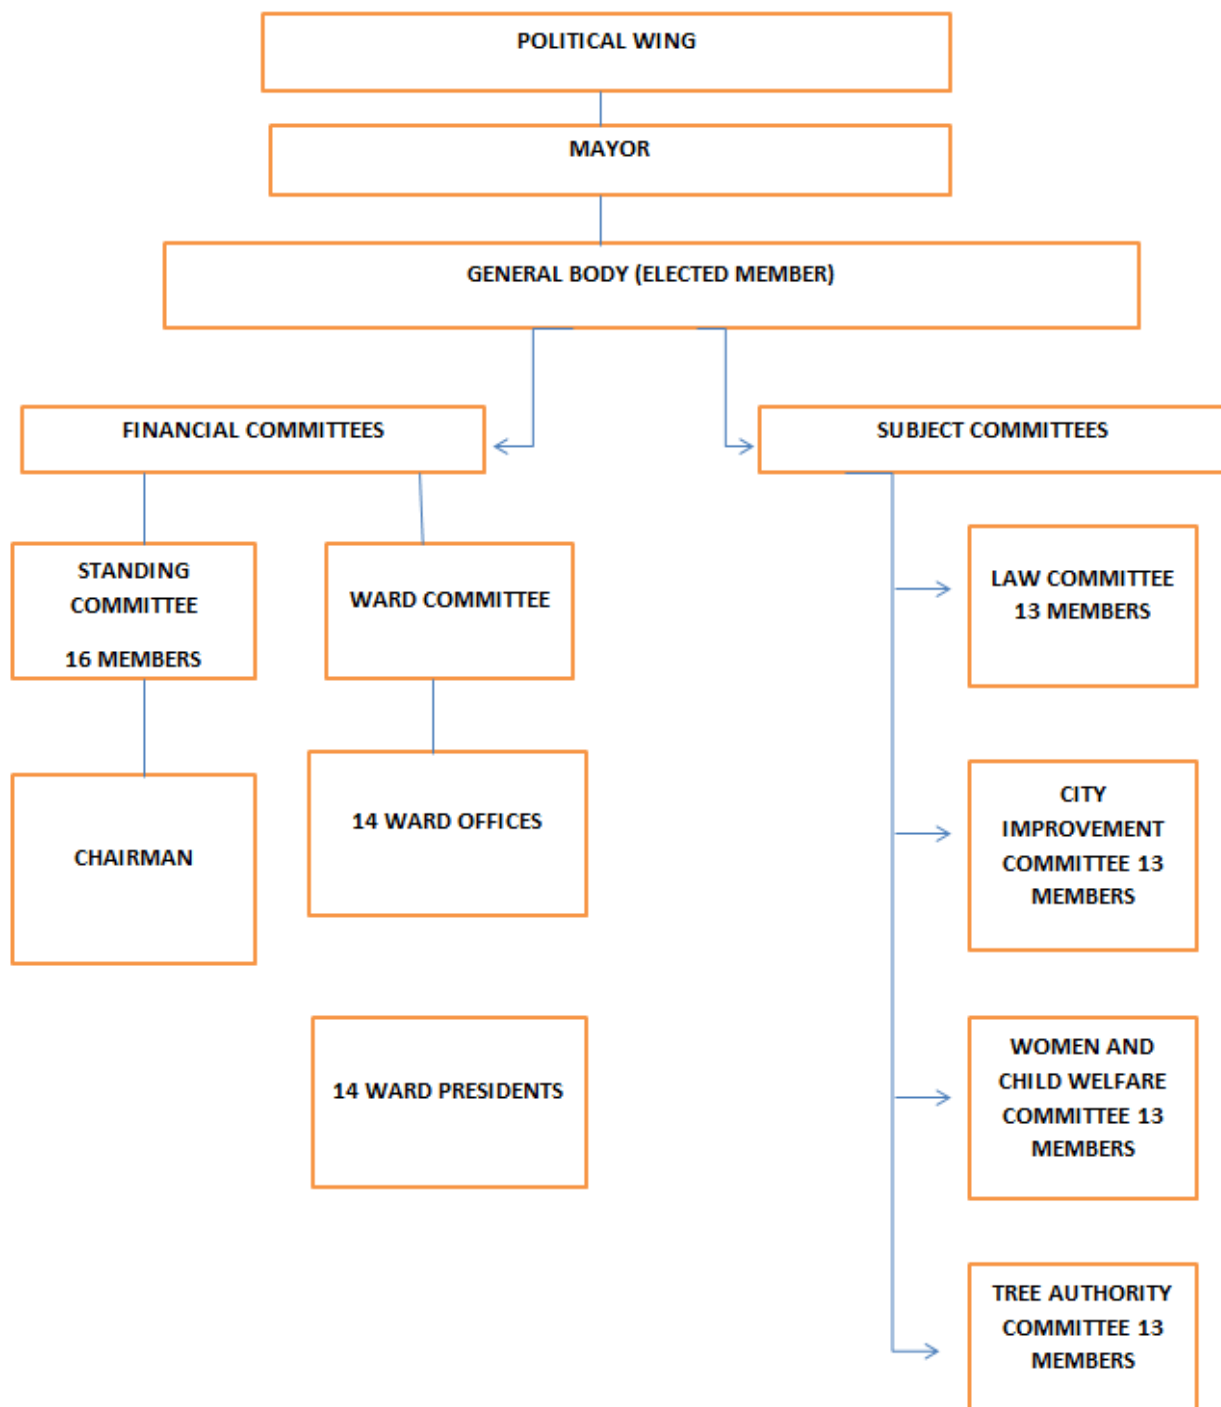 POLITICAL WING
MAYOR
GENERAL BODY (ELECTED MEMBER)
FINANCIAL COMMITTEES
SUBJECT COMMITTEES
STANDING
COMMITTEE
16 MEMBERS
WARD COMMITTEE
LAW COMMITTEE
13 MEMBERS
CHAIRMAN
14 WARD OFFICES
CITY
IMPROVEMENT
COMMITTEE 13
MEMBERS
14 WARD PRESIDENTS
WOMEN AND
CHILD WELFARE
COMMITTEE 13
MEMBERS
TREE AUTHORITY
COMMITTEE 13
MEMBERS